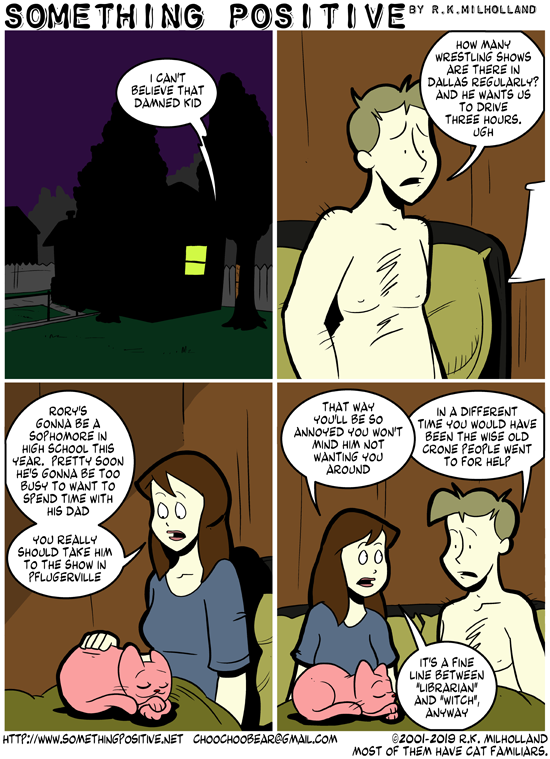 SOMETHING POSITIVE BY R.K.MILHOLLAND
I CAN'T
BELIEVE THAT
DAMNED KID
HOW MANY
WRESTLING SHOWS
ARE THERE IN
DALLAS REGULARLY?
AND HE WANTS US
TO DRIVE
THREE HOURS.
UGH
RORY'S
GONNA BE A
SOPHOMORE IN
HIGH SCHOOL THIS
YEAR. PRETTY SOON
HE'S GONNA BE TOO
BUSY TO WANT TO
SPEND TIME WITH
HIS DAD
YOU REALLY
SHOULD TAKE HIM
TO THE SHOW IN
PFLUGERVILLE
THAT WAY
YOU'LL BE SO
ANNOYED YOU WON'T
MIND HIM NOT
WANTING YOU
AROUND
IN A DIFFERENT
TIME YOU WOULD HAVE
BEEN THE WISE OLD
CRONE PEOPLE WENT
TO FOR HELP
IT'S A FINE
LINE BETWEEN
"LIBRARIAN"
AND "WITCH",
ANYWAY
HTTP://WWW.SOMETHINGPOSITIVE.NET CHOOCHOOBEAR@GMAIL.COM ©2001-2019 R.K. MILHOLLAND
MOST OF THEM HAVE CAT FAMILIARS.